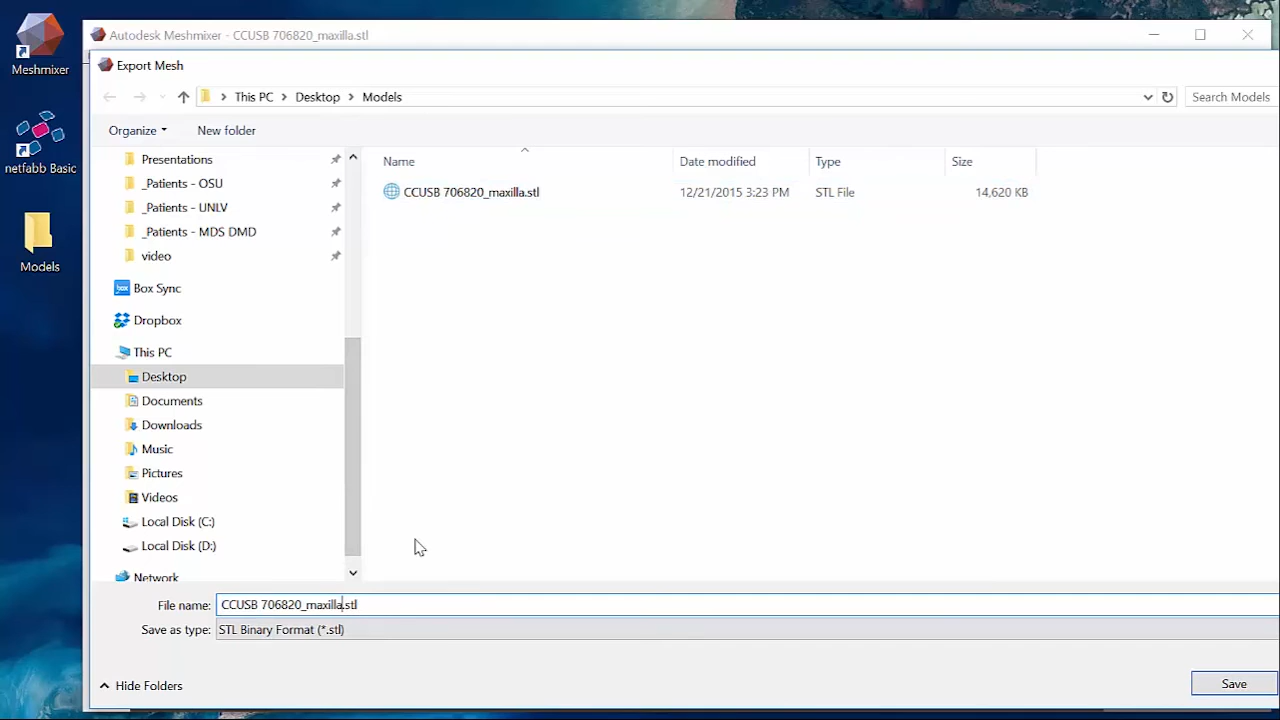 Meshmixer
netfabb Basic
Models
Autodesk Meshmixer - CCUSB 706820_maxilla.stl
Export Mesh
This PC
Desktop
Models
Search Models
Organize
New folder
Presentations
_Patients - OSU
_Patients - UNLV
_Patients - MDS DMD
video
Box Sync
Dropbox
This PC
Desktop
Documents
Downloads
Music
Pictures
Videos
Local Disk (C:)
Local Disk (D:)
Network
Name Date modified Type Size
CCUSB 706820_maxilla.stl 12/21/2015 3:23 PM STL File 14,620 KB
File name: CCUSB 706820_maxilla.stl
Save as type: STL Binary Format (*.stl)
Hide Folders
Save